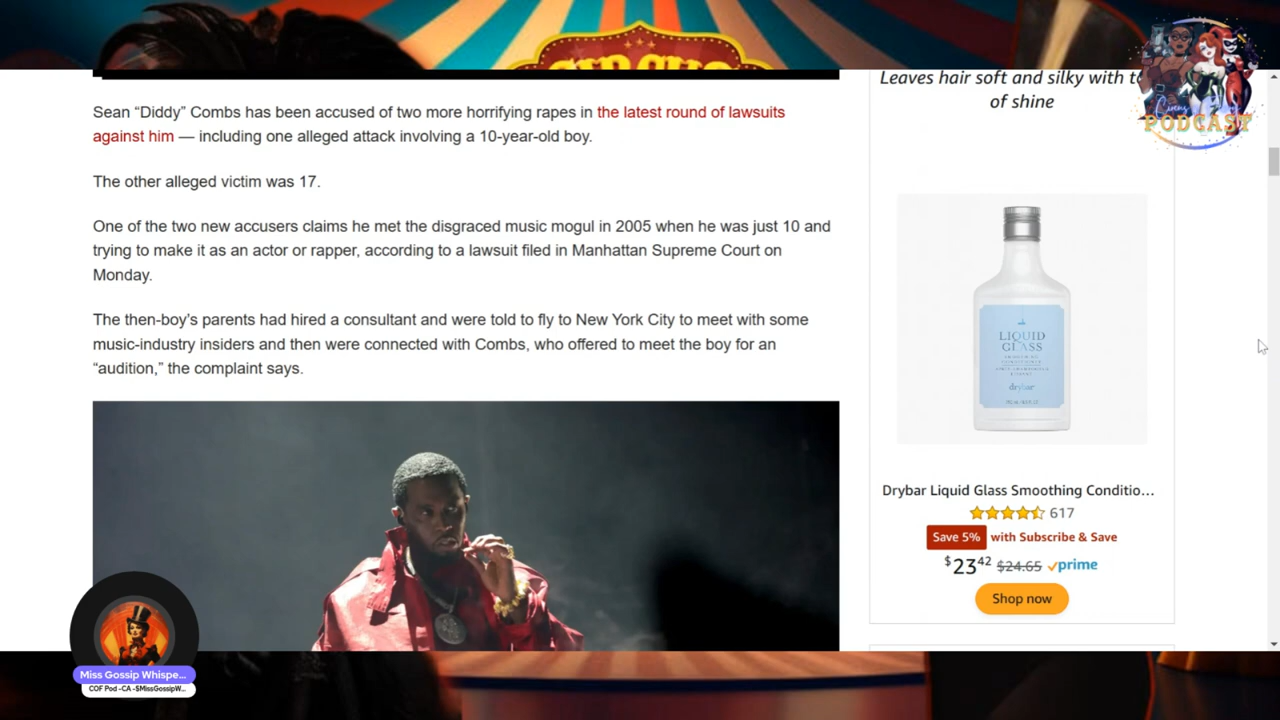 Leaves hair soft and silky with t
of shine
PODCAST
Sean “Diddy” Combs has been accused of two more horrifying rapes in the latest round of lawsuits
against him — including one alleged attack involving a 10-year-old boy.
The other alleged victim was 17.
One of the two new accusers claims he met the disgraced music mogul in 2005 when he was just 10 and
trying to make it as an actor or rapper, according to a lawsuit filed in Manhattan Supreme Court on
Monday.
The then-boy’s parents had hired a consultant and were told to fly to New York City to meet with some
music-industry insiders and then were connected with Combs, who offered to meet the boy for an
“audition,” the complaint says.
LIQUID
GLASS
drybar
Drybar Liquid Glass Smoothing Conditio…
617
Save 5% with Subscribe & Save
$23.42 $24.65 prime
Shop now
Miss Gossip Whispe...
COF Pod -CA -$MissGossipW...